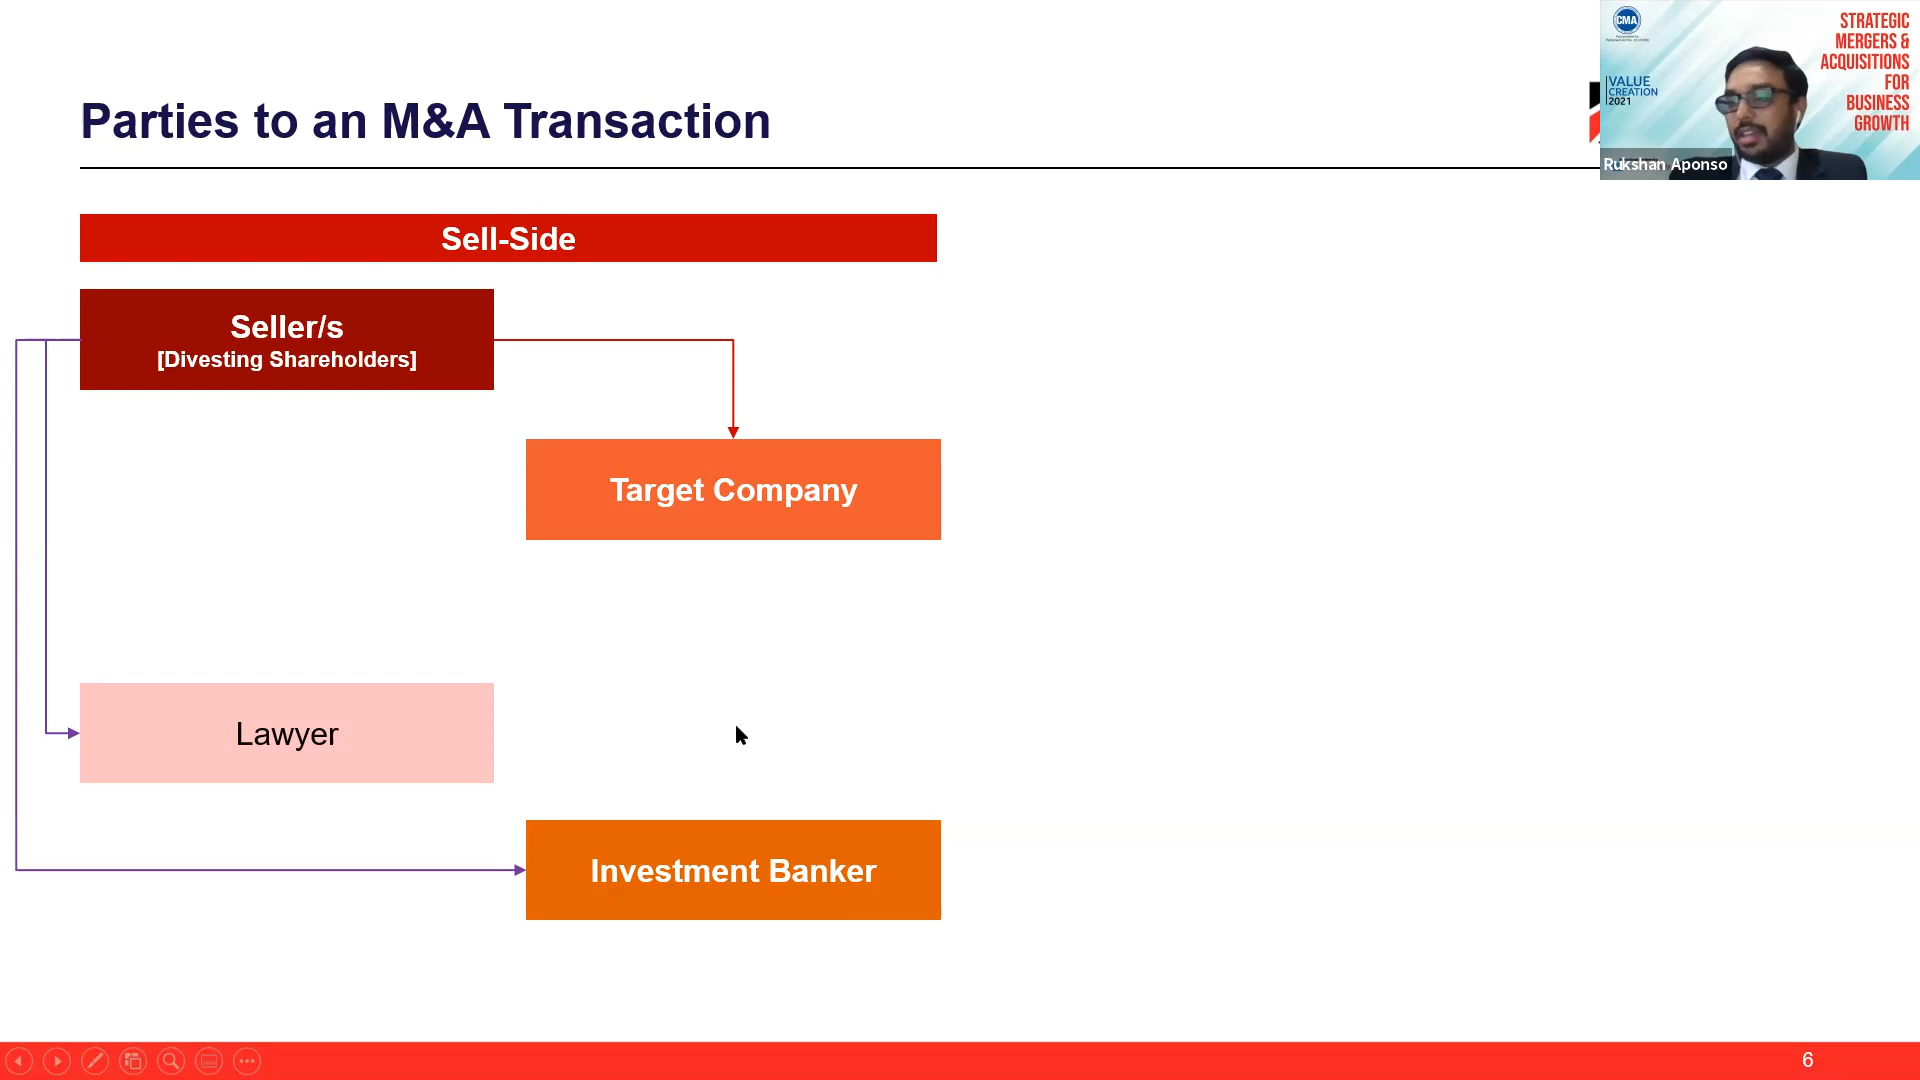 Parties to an M&A Transaction
Sell-Side
Seller/s
[Divesting Shareholders]
Target Company
Lawyer
Investment Banker
6
CMA
VALUE
CREATION
2021
STRATEGIC
MERGERS &
ACQUISITIONS
FOR
BUSINESS
GROWTH
Rukshan Aponso